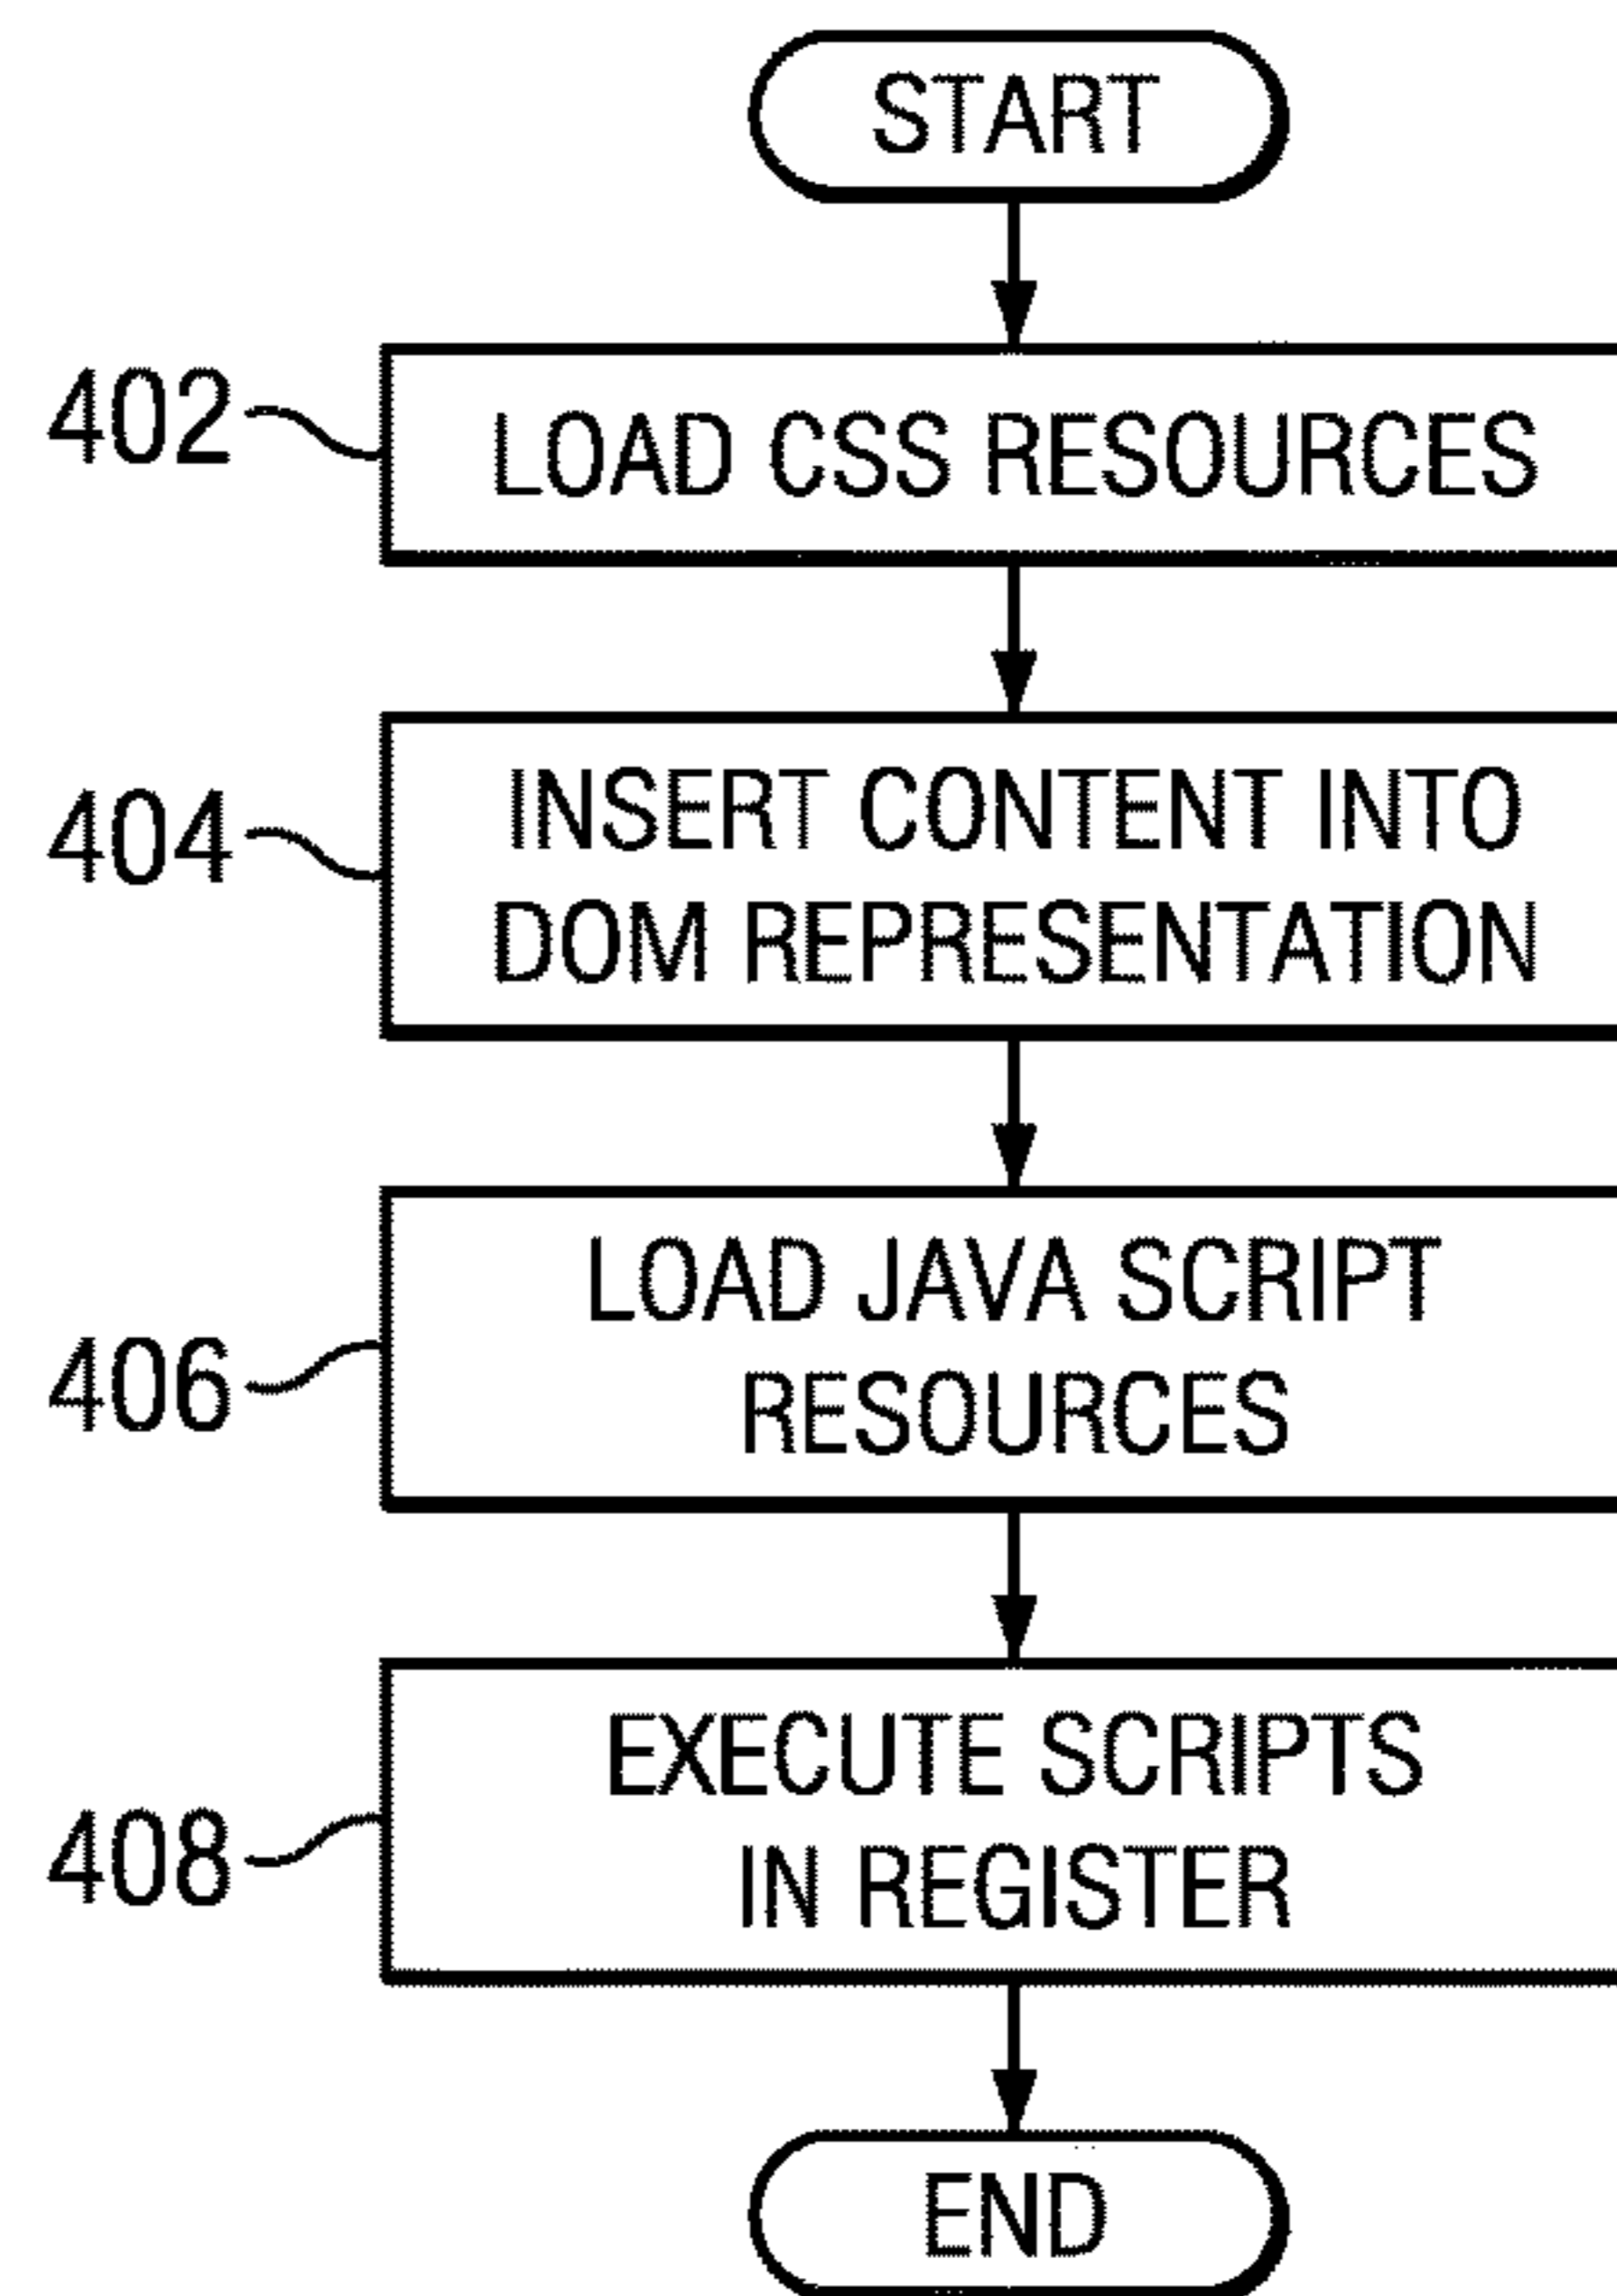 START
402
LOAD CSS RESOURCES
404
INSERT CONTENT INTO
DOM REPRESENTATION
406
LOAD JAVA SCRIPT
RESOURCES
408
EXECUTE SCRIPTS
IN REGISTER
END